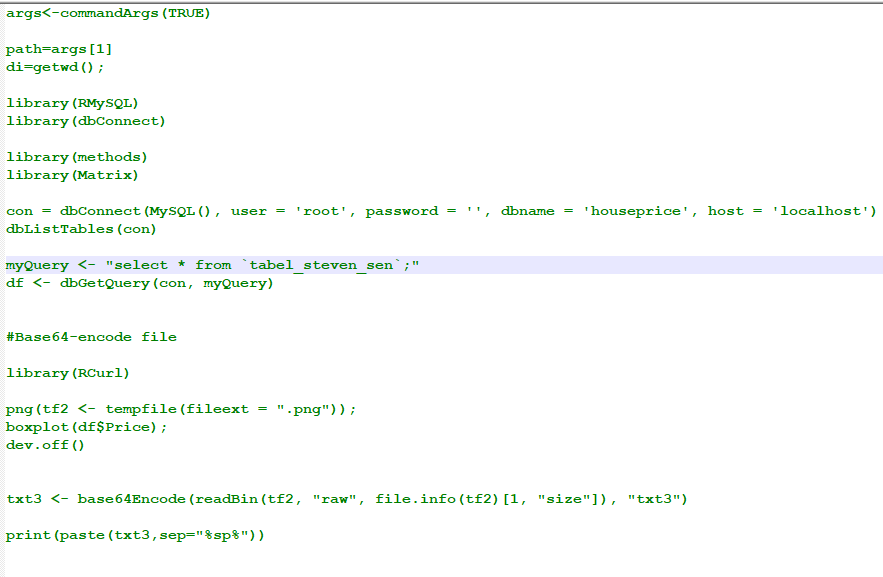 args<-commandArgs(TRUE)
path=args[1]
di=getwd();
library(RMySQL)
library(dbConnect)
library(methods)
library(Matrix)
con = dbConnect(MySQL(), user = 'root', password = '', dbname = 'houseprice', host = 'localhost')
dbListTables(con)
myQuery <- "select * from `tabel_steven_sen`;"
df <- dbGetQuery(con, myQuery)
#Base64-encode file
library(RCurl)
png(tf2 <- tempfile(fileext = ".png"));
boxplot(df$Price);
dev.off()
txt3 <- base64Encode(readBin(tf2, "raw", file.info(tf2)[1, "size"]), "txt3")
print(paste(txt3,sep="%sp%"))